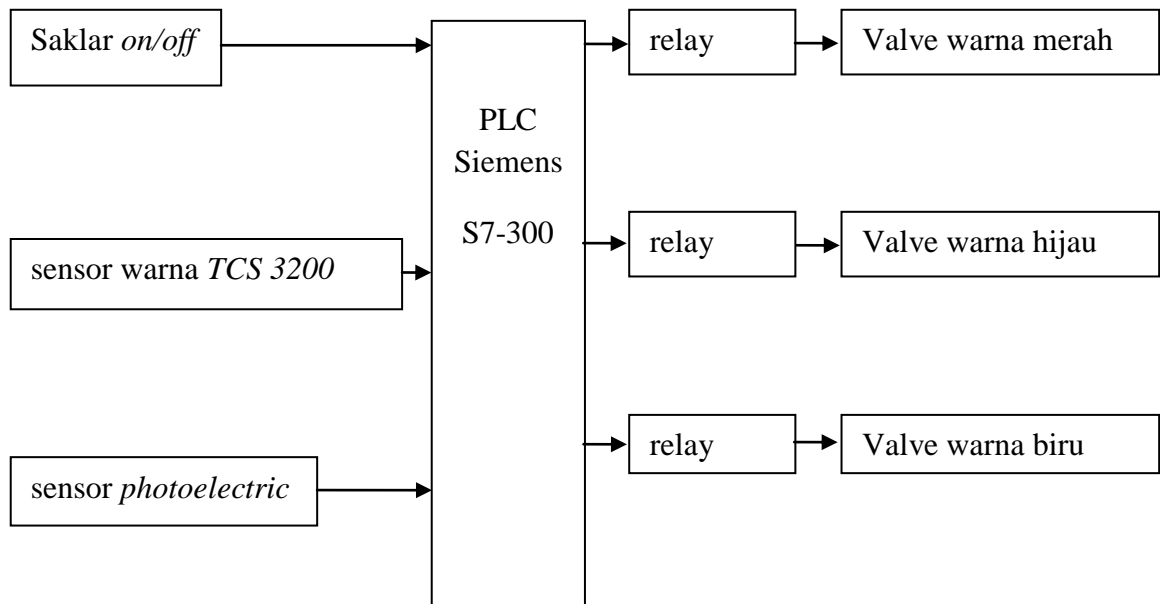 Saklar on/off
sensor warna TCS 3200
sensor photoelectric
PLC
Siemens
S7-300
relay
Valve warna merah
relay
Valve warna hijau
relay
Valve warna biru